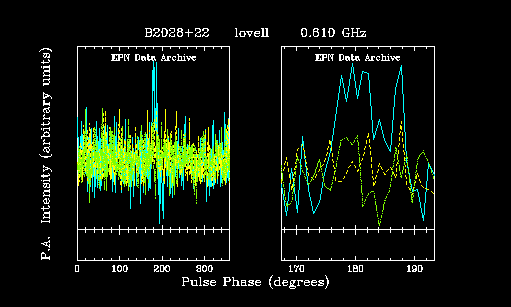 B2028+22 lovell 0.610 GHz
EPN Data Archive EPN Data Archive
P.A. Intensity (arbitrary units)
0 100 200 300 170 180 190
Pulse Phase (degrees)